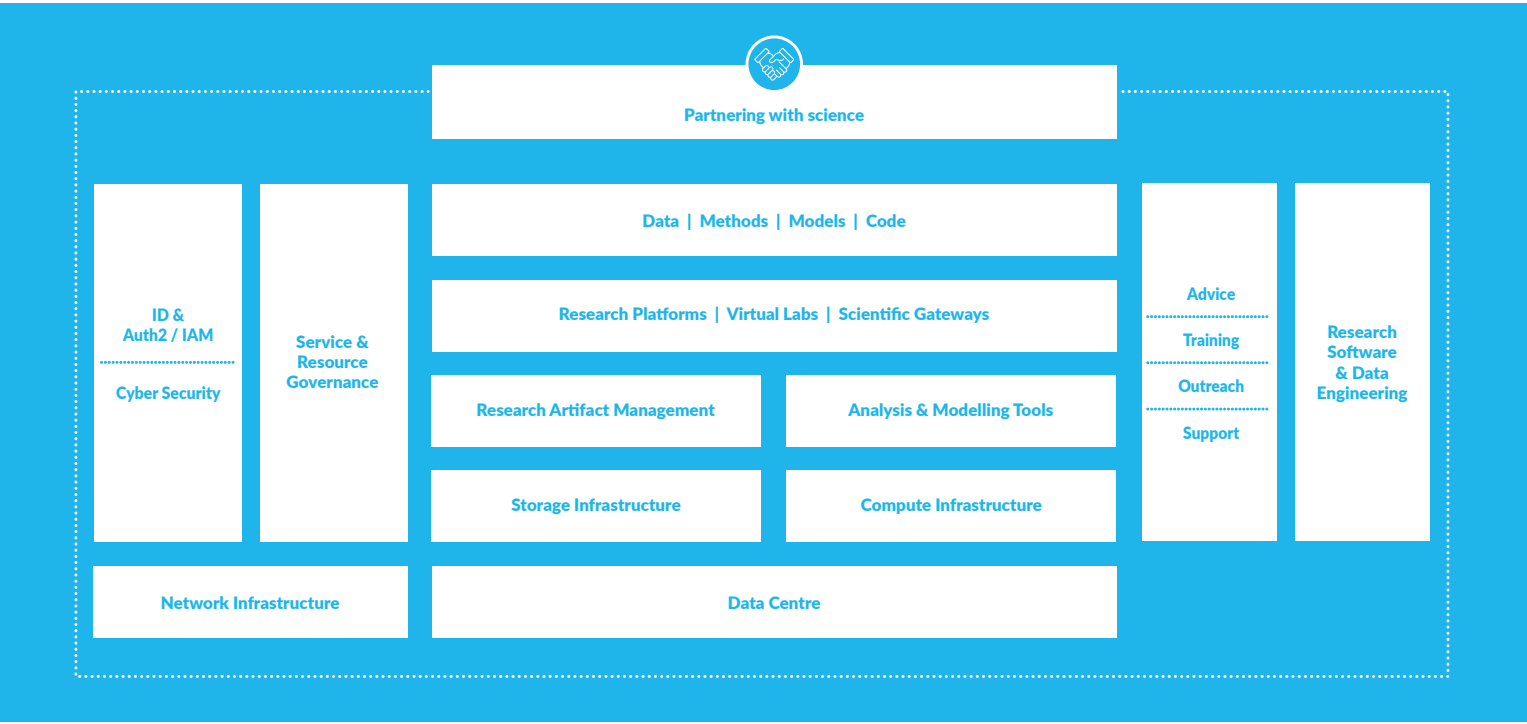 Partnering with science
ID &
Auth2 / IAM
Cyber Security
Service &
Resource
Governance
Data | Methods | Models | Code
Research Platforms | Virtual Labs | Scientific Gateways
Research Artifact Management
Analysis & Modelling Tools
Storage Infrastructure
Compute Infrastructure
Advice
Training
Outreach
Support
Research
Software
& Data
Engineering
Network Infrastructure
Data Centre